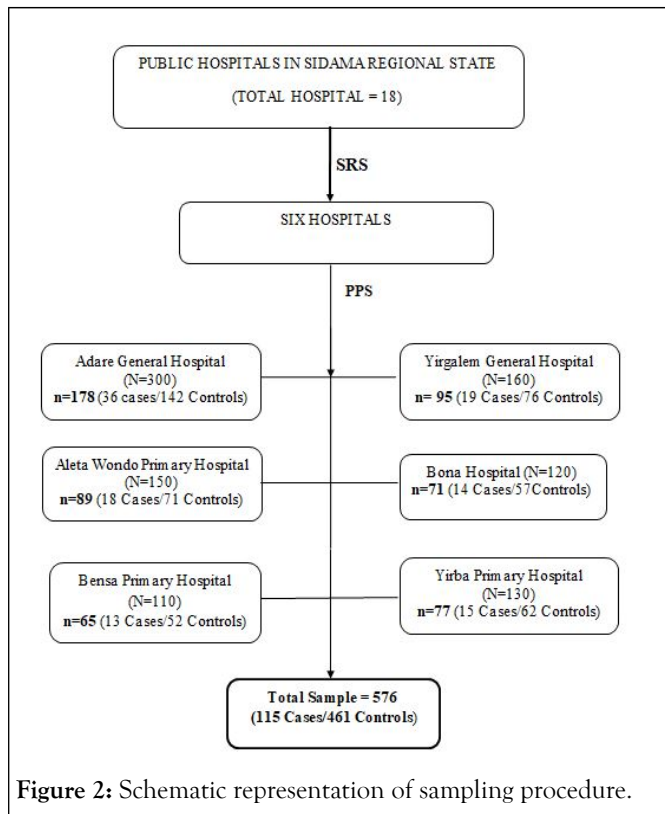 PUBLIC HOSPITALS IN SIDAMA REGIONAL STATE
(TOTAL HOSPITAL = 18)
SRS
SIX HOSPITALS
PPS
Adare General Hospital
(N=300)
n=178 (36 cases/142 Controls)
Yirgalem General Hospital
(N=160)
n= 95 (19 Cases/76 Controls)
Aleta Wondo Primary Hospital
(N=150)
n=89 (18 Cases/71 Controls)
Bona Hospital (N=120)
n=71 (14 Cases/57Controls)
Bensa Primary Hospital
(N=110)
n=65 (13 Cases/52 Controls)
Yirba Primary Hospital
(N=130)
n=77 (15 Cases/62 Controls)
Total Sample = 576
(115 Cases/461 Controls)
Figure 2: Schematic representation of sampling procedure.